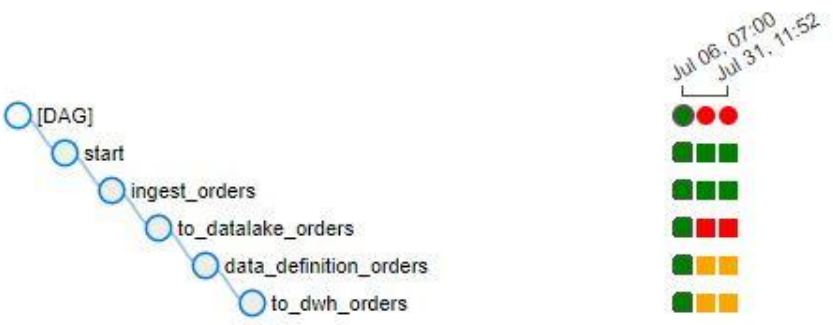 Jul 06, 07:00
Jul 31, 11:52
[DAG]
start
ingest_orders
to_datalake_orders
data_definition_orders
to_dwh_orders